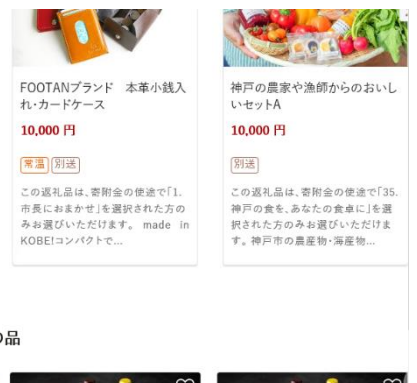 FOOTANブランド 本革小銭入
れ・カードケース
10,000 円
常温 別送
この返礼品は、寄附金の使途で「1.
市長におまかせ」を選択された方の
みお選びいただけます。 made in
KOBE!コンパクトで...
神戸の農家や漁師からのおいし
いセットA
10,000 円
別送
この返礼品は、寄附金の使途で「35.
神戸の食を、あなたの食卓に」を選
択された方のみお選びいただけま
す。神戸市の農産物・海産物...
の品